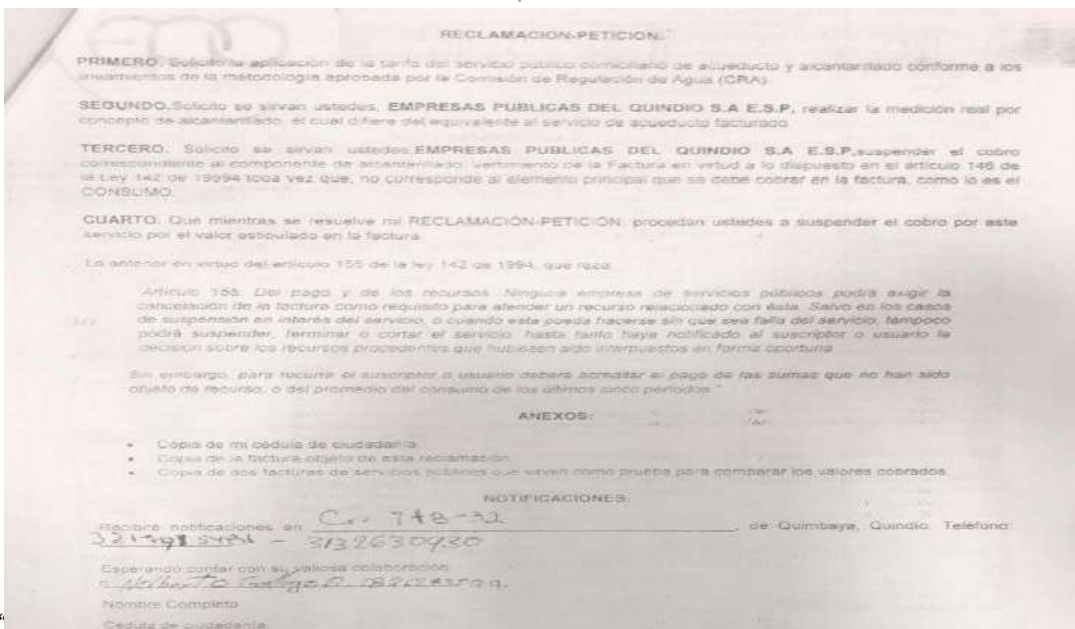 RECLAMACION-PETICION.
PRIMERO. Solicito la aplicación de la tarifa del servicio público domiciliario de acueducto y alcantarillado conforme a los
lineamientos de la metodología aprobada por la Comisión de Regulación de Agua (CRA)
SEGUNDO.Solicito se sirvan ustedes, EMPRESAS PUBLICAS DEL QUINDIO S.A E.S.P, realizar la medición real por
concepto de alcantarillado, el cual difiere del equivalente al servicio de acueducto facturado.
TERCERO. Solicito se sirvan ustedes,EMPRESAS PUBLICAS DEL QUINDIO S.A E.S.P,suspender el cobro
correspondiente al componente de alcantarillado, vertimiento de la Factura en virtud a lo dispuesto en el artículo 146 de
la Ley 142 de 19994 toda vez que, no corresponde al elemento principal que se debe cobrar en la factura, como lo es el
CONSUMO.
CUARTO. Que mientras se resuelve mi RECLAMACIÓN-PETICIÓN, procedan ustedes a suspender el cobro por este
servicio por el valor estipulado en la factura
Lo anterior en virtud del artículo 155 de la ley 142 de 1994, que reza:
"Artículo 155. Del pago y de los recursos. Ninguna empresa de servicios públicos podrá exigir la
cancelación de la factura como requisito para atender un recurso relacionado con ésta. Salvo en los casos
de suspensión en interés del servicio, o cuando esta pueda hacerse sin que sea falla del servicio, tampoco
podrá suspender, terminar o cortar el servicio, hasta tanto haya notificado al suscriptor o usuario la
decisión sobre los recursos procedentes que hubiesen sido interpuestos en forma oportuna.
Sin embargo, para recurrir el suscriptor o usuario deberá acreditar el pago de las sumas que no han sido
objeto de recurso, o del promedio del consumo de los últimos cinco períodos."
ANEXOS:
• Copia de mi cédula de ciudadanía
• Copia de la factura objeto de esta reclamación
• Copia de dos facturas de servicios públicos que sirven como prueba para comparar los valores cobrados.
NOTIFICACIONES:
Recibiré notificaciones en de Quimbaya, Quindío. Teléfono:
3132630930
Esperando contar con su valiosa colaboración,
Nombre Completo
Cédula de ciudadanía